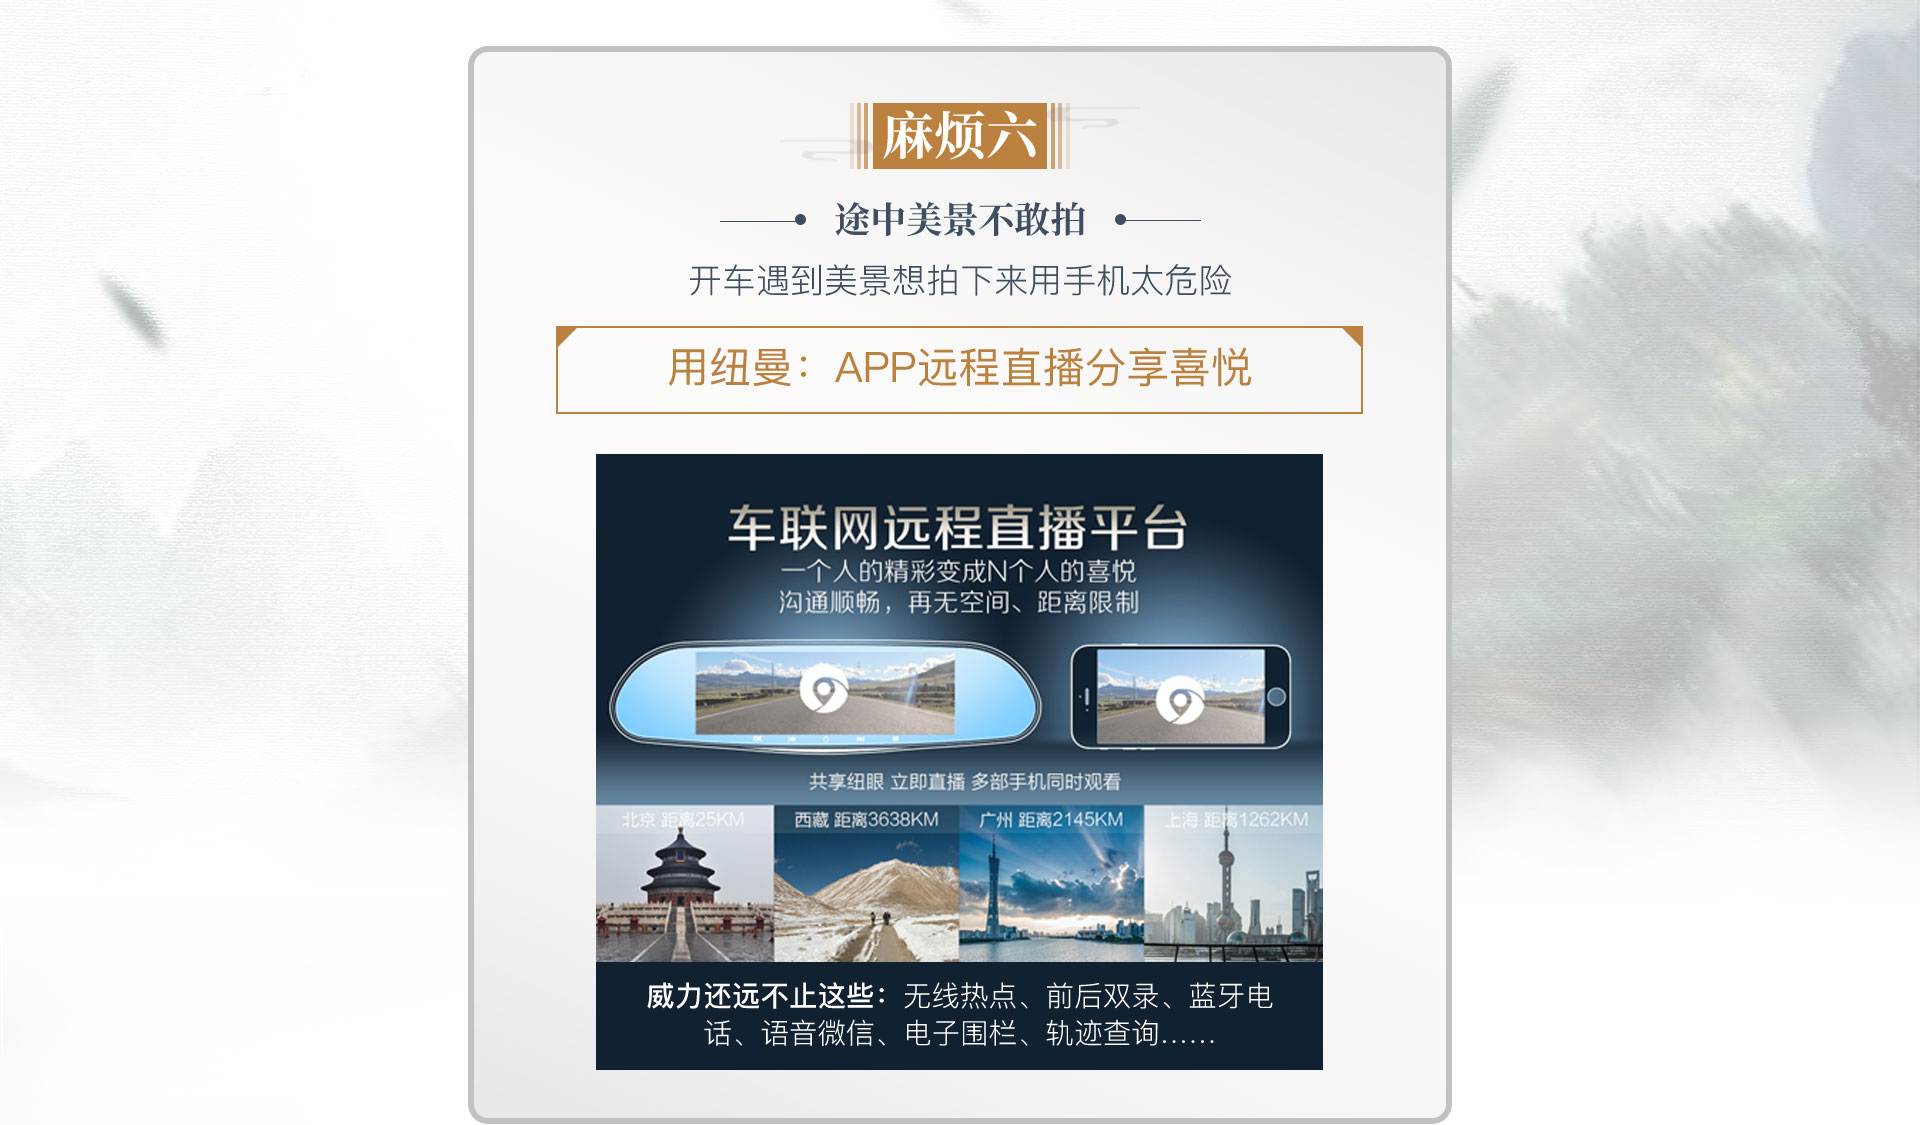 麻烦六
途中美景不敢拍
开车遇到美景想拍下来用手机太危险
用纽曼：APP远程直播分享喜悦
车联网远程直播平台
一个人的精彩变成N个人的喜悦
沟通顺畅，再无空间、距离限制
共享纽眼 立即直播 多部手机同时观看
北京 距离25KM
西藏 距离3638KM
广州 距离2145KM
上海 距离1262KM
威力还远不止这些：无线热点、前后双录、蓝牙电
话、语音微信、电子围栏、轨迹查询……